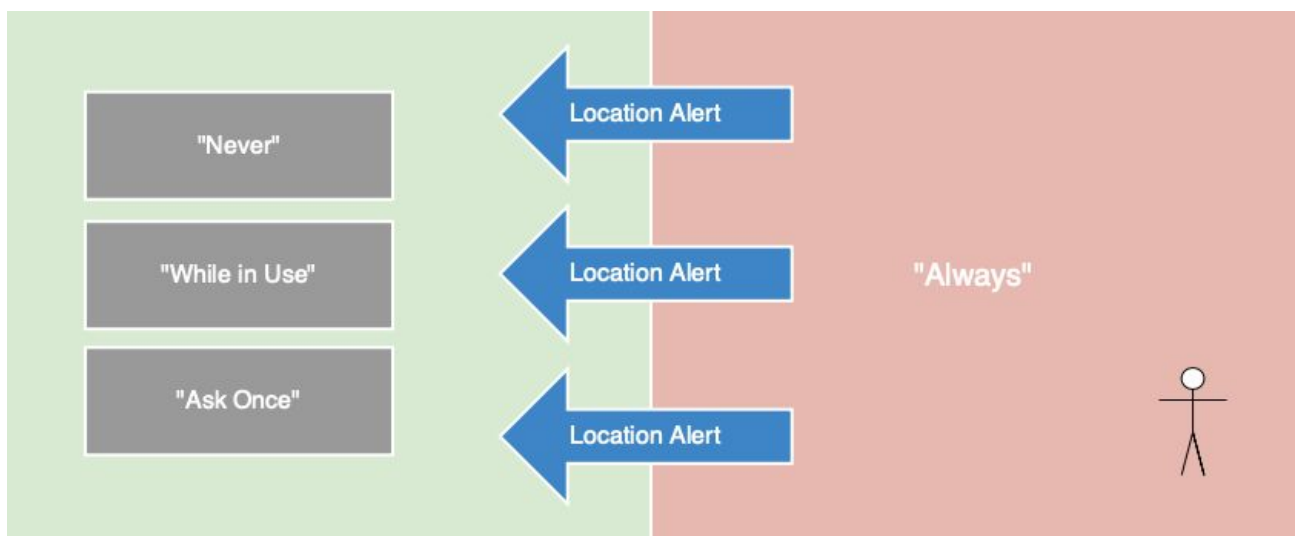 "Never"
Location Alert
"While in Use"
Location Alert
"Always"
"Ask Once"
Location Alert